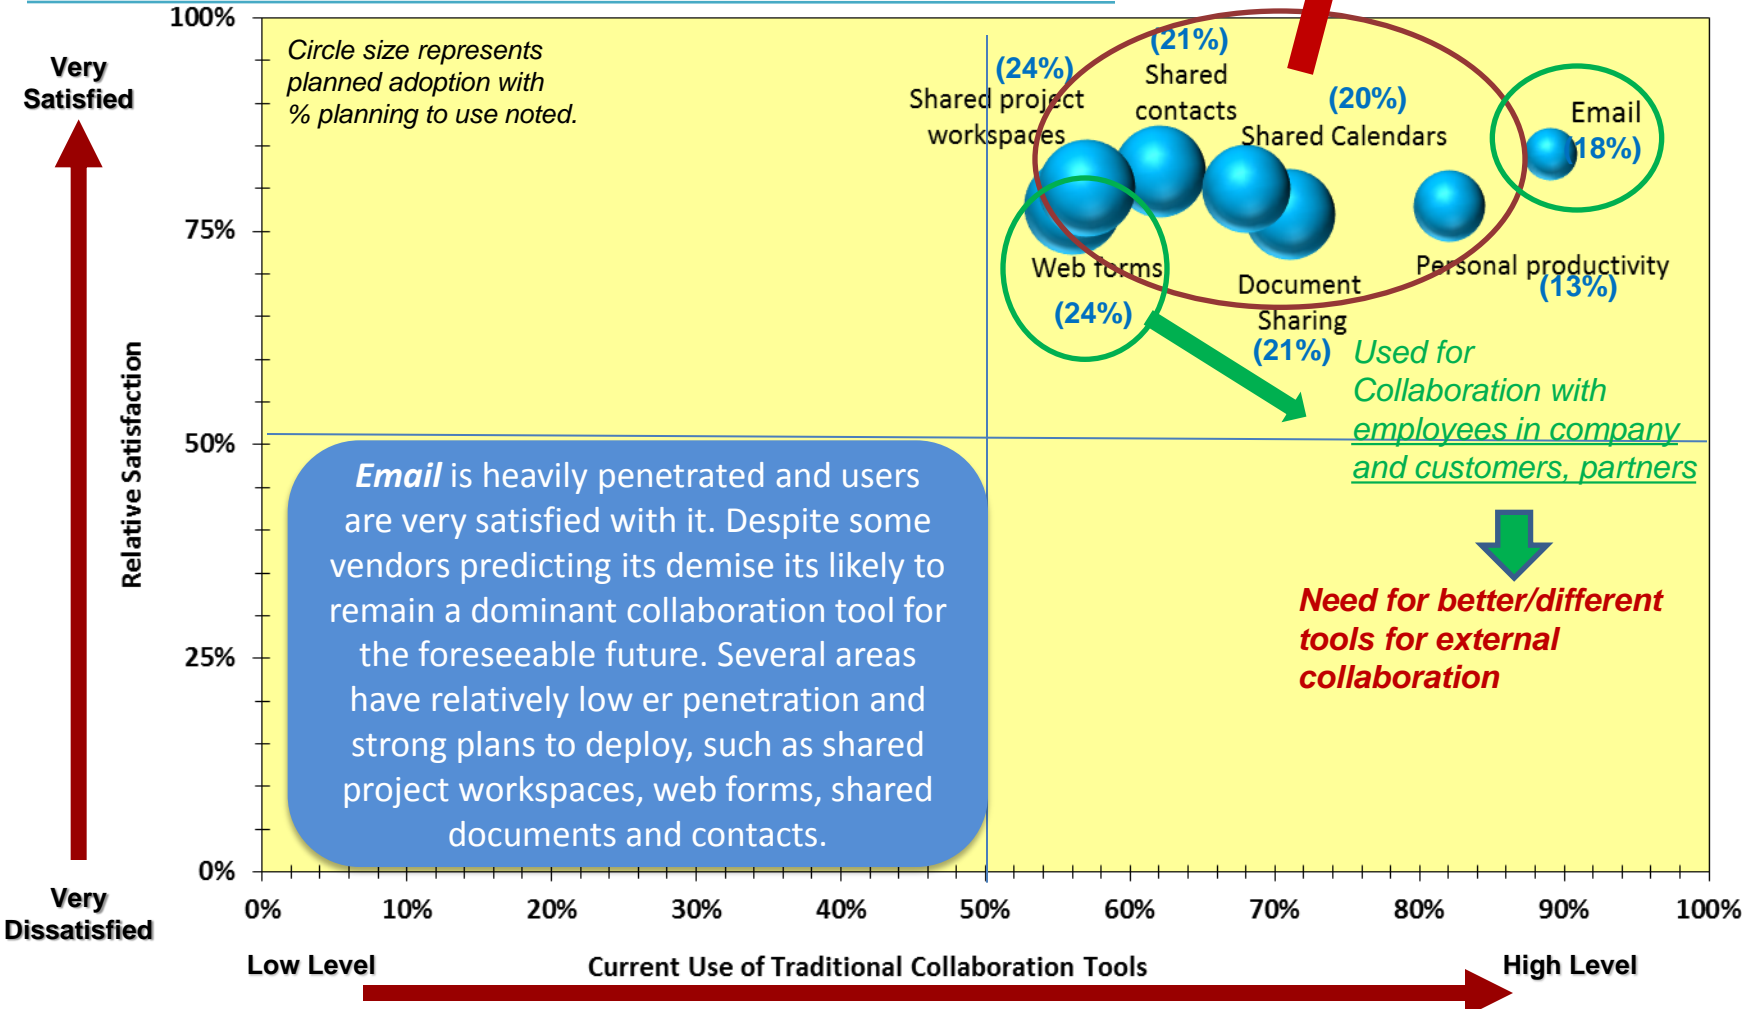 100%
Very
Satisfied
Circle size represents
planned adoption with
% planning to use noted.
(24%)
Shared project
workspaces
(21%)
Shared
contacts
(20%)
Shared Calendars
Email
(18%)
75%
Web forms
(24%)
Document
Sharing
(21%)
Personal productivity
(13%)
Used for
Collaboration with
employees in company
and customers, partners
Relative Satisfaction
50%
Email is heavily penetrated and users
are very satisfied with it. Despite some
vendors predicting its demise its likely to
remain a dominant collaboration tool for
the foreseeable future. Several areas
have relatively low er penetration and
strong plans to deploy, such as shared
project workspaces, web forms, shared
documents and contacts.
Need for better/different
tools for external
collaboration
25%
0%
Very
Dissatisfied
0% 10% 20% 30% 40% 50% 60% 70% 80% 90% 100%
Low Level
Current Use of Traditional Collaboration Tools
High Level